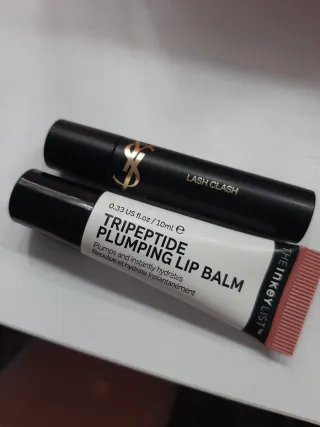 YSL
LASH CLASH
0.33 US fl.oz / 10ml ℮
TRIPEPTIDE
PLUMPING LIP BALM
Plumps and instantly hydrates
Repulpe et hydrate instantanément
THE INKEY LIST™